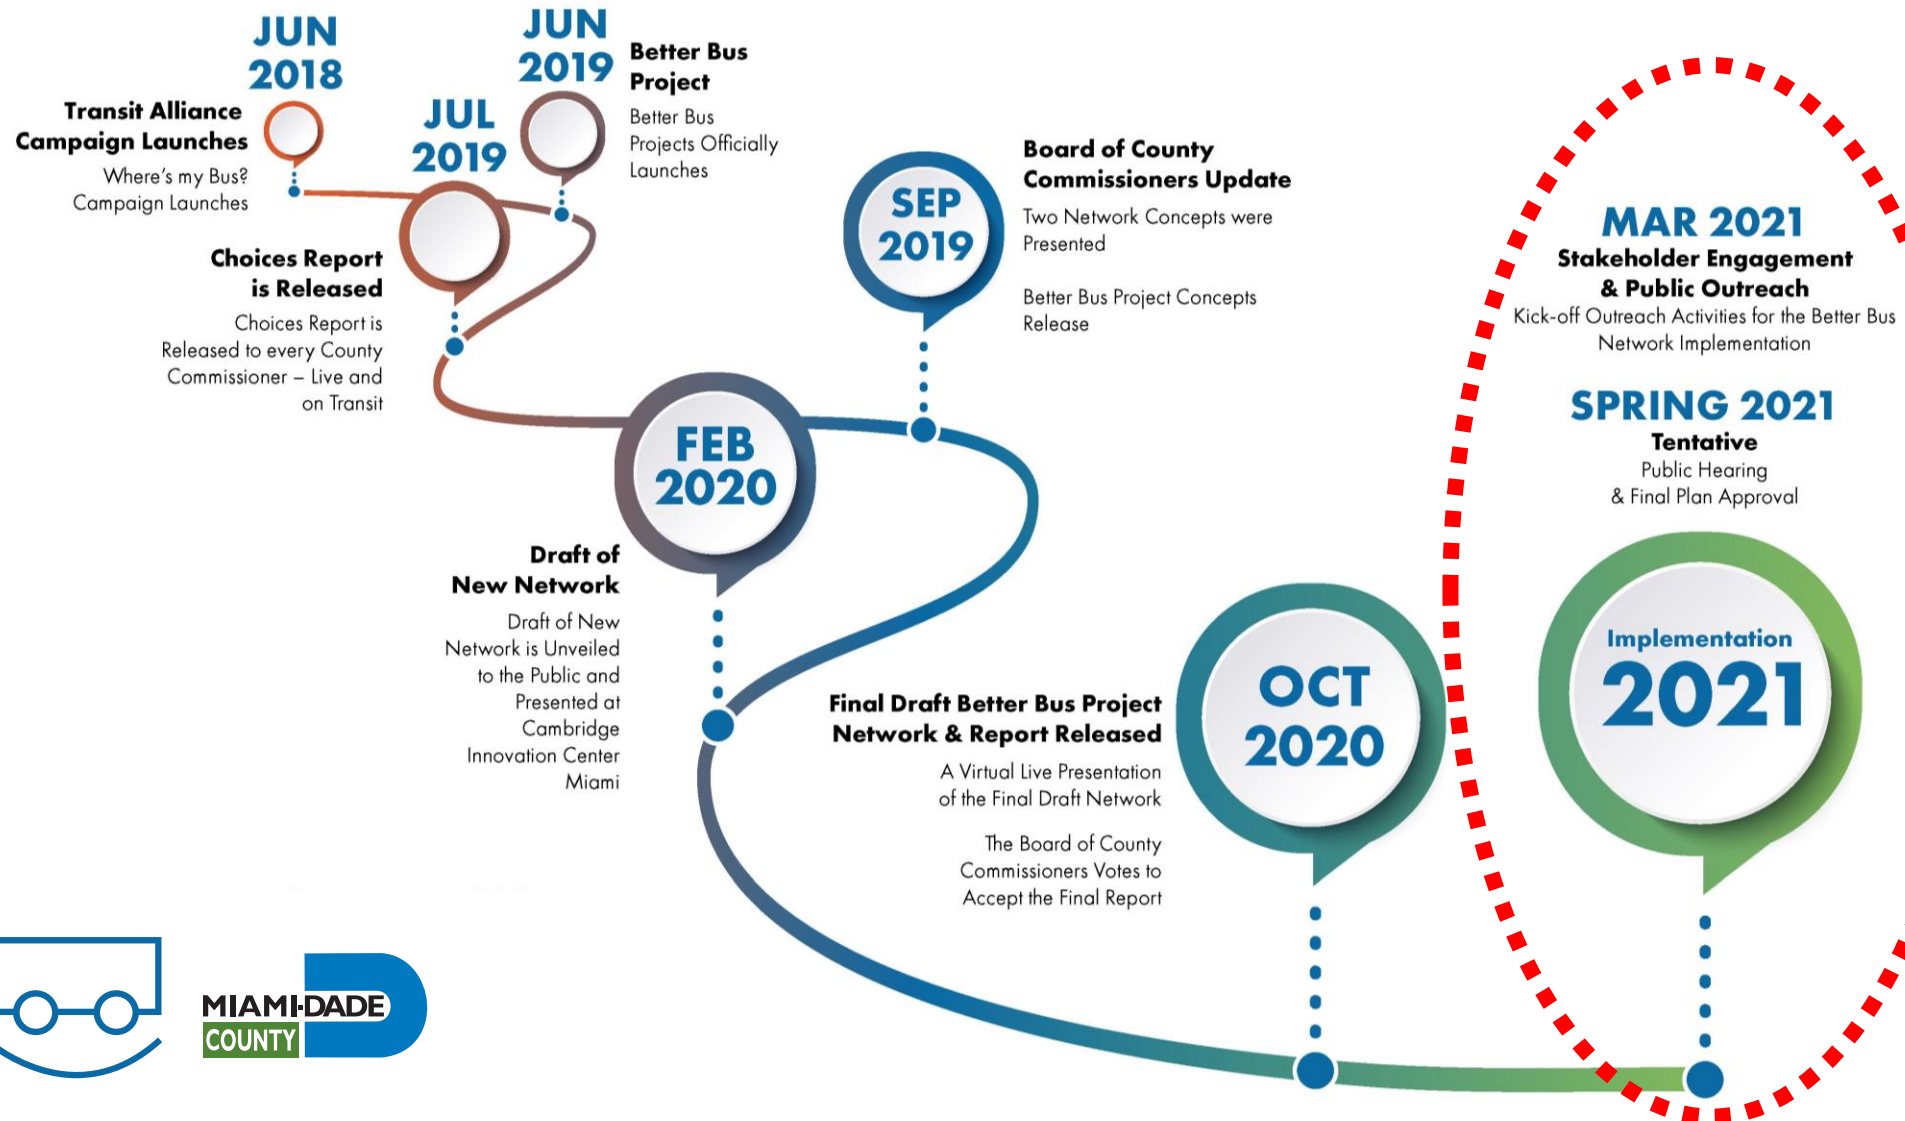 JUN
2018
Transit Alliance
Campaign Launches
Where's my Bus?
Campaign Launches
JUN
2019
Better Bus
Project
Better Bus
Projects Officially
Launches
JUL
2019
Choices Report
is Released
Choices Report is
Released to every County
Commissioner – Live and
on Transit
SEP
2019
Board of County
Commissioners Update
Two Network Concepts were
Presented
Better Bus Project Concepts
Release
FEB
2020
Draft of
New Network
Draft of New
Network is Unveiled
to the Public and
Presented at
Cambridge
Innovation Center
Miami
OCT
2020
Final Draft Better Bus Project
Network & Report Released
A Virtual Live Presentation
of the Final Draft Network
The Board of County
Commissioners Votes to
Accept the Final Report
MAR 2021
Stakeholder Engagement
& Public Outreach
Kick-off Outreach Activities for the Better Bus
Network Implementation
SPRING 2021
Tentative
Public Hearing
& Final Plan Approval
Implementation
2021
MIAMI-DADE
COUNTY